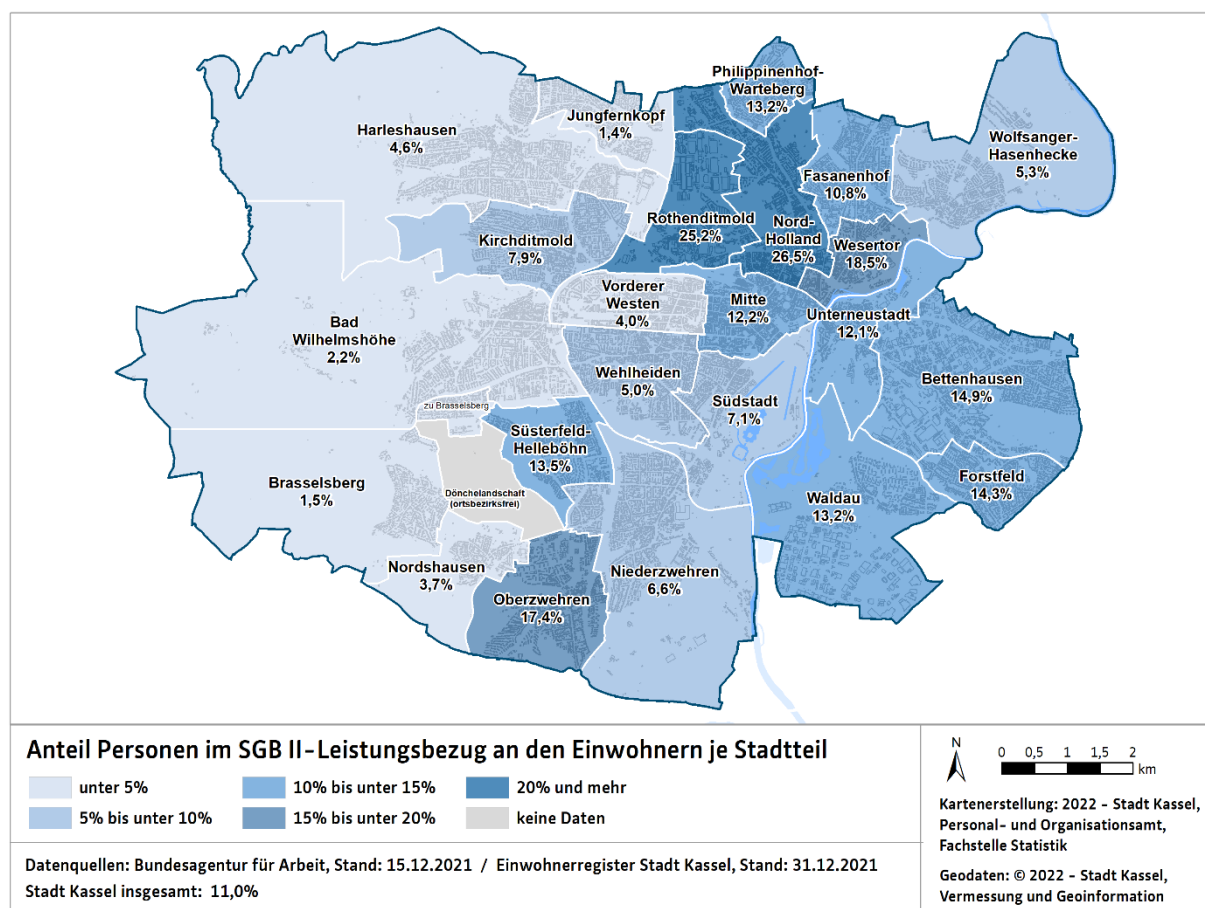 Philippinenhof-
Warteberg
13,2%
Jungfernkopf
1,4%
Harleshausen
4,6%
Wolfsanger-
Hasenhecke
5,3%
Fasanenhof
10,8%
Rothenditmold
25,2%
Nord-
Holland
26,5%
Kirchditmold
7,9%
Wesertor
18,5%
Vorderer
Westen
4,0%
Mitte
12,2%
Unterneustadt
12,1%
Bad
Wilhelmshöhe
2,2%
Wehlheiden
5,0%
Bettenhausen
14,9%
Südstadt
7,1%
zu Brasselsberg
Süsterfeld-
Helleböhn
13,5%
Brasselsberg
1,5%
Dönchelandschaft
(ortsbezirksfrei)
Forstfeld
14,3%
Waldau
13,2%
Nordshausen
3,7%
Niederzwehren
6,6%
Oberzwehren
17,4%
Anteil Personen im SGB II-Leistungsbezug an den Einwohnern je Stadtteil
unter 5%
10% bis unter 15%
20% und mehr
5% bis unter 10%
15% bis unter 20%
keine Daten
Datenquellen: Bundesagentur für Arbeit, Stand: 15.12.2021 / Einwohnerregister Stadt Kassel, Stand: 31.12.2021
Stadt Kassel insgesamt: 11,0%
N
0 0,5 1 1,5 2
km
Kartenerstellung: 2022 - Stadt Kassel,
Personal- und Organisationsamt,
Fachstelle Statistik
Geodaten: © 2022 - Stadt Kassel,
Vermessung und Geoinformation